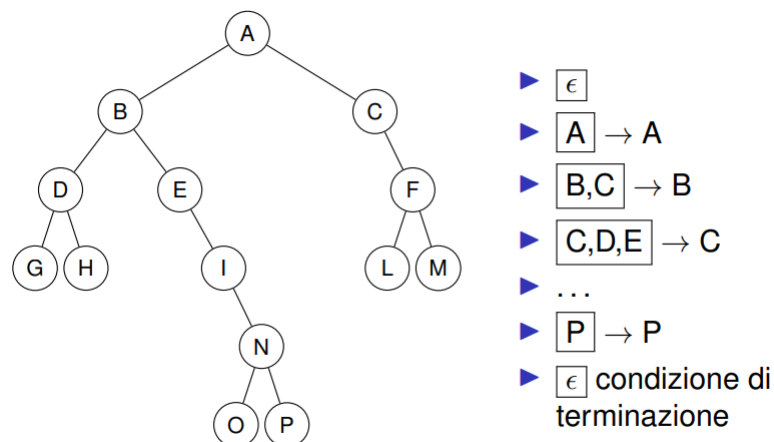 A
B
C
D
E
F
G
H
I
L
M
N
O
P
▶ ϵ
▶ A → A
▶ B,C → B
▶ C,D,E → C
▶ ...
▶ P → P
▶ ϵ condizione di
terminazione